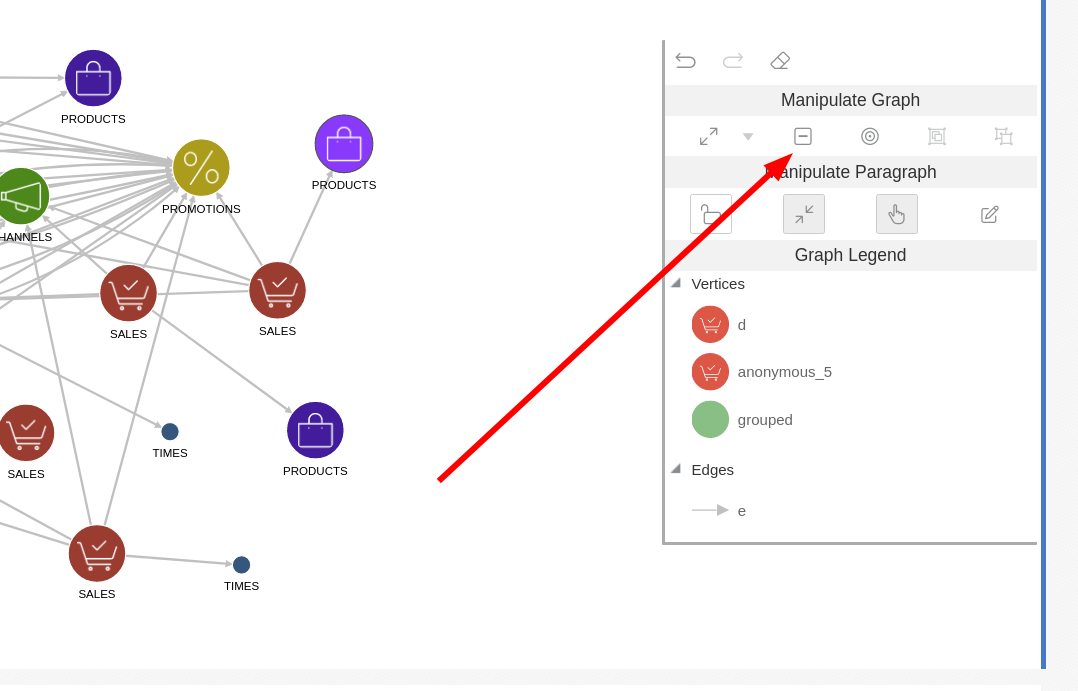 PRODUCTS
PRODUCTS
PROMOTIONS
HANNELS
SALES
SALES
SALES
TIMES
PRODUCTS
SALES
TIMES
Manipulate Graph
Manipulate Paragraph
Graph Legend
Vertices
d
anonymous_5
grouped
Edges
e